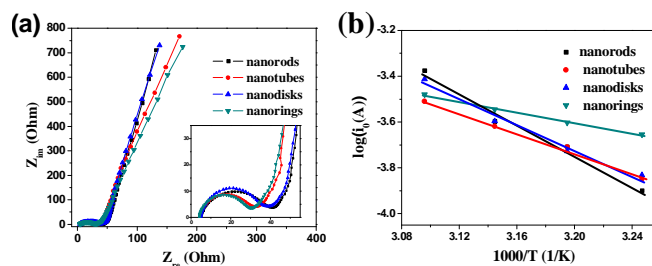 (a)
800
700
600
500
400
300
200
100
0
Z_im (Ohm)
nanorods
nanotubes
nanodisks
nanorings
30
20
10
0
0 20 40
0 100 200 300 400
(Ohm)
(b)
-3.2
-3.4
-3.6
-3.8
-4.0
log(i_0(A)
nanorods
nanotubes
nanodisks
nanorings
3.08 3.12 3.16 3.20 3.24
1000/T (1/K)